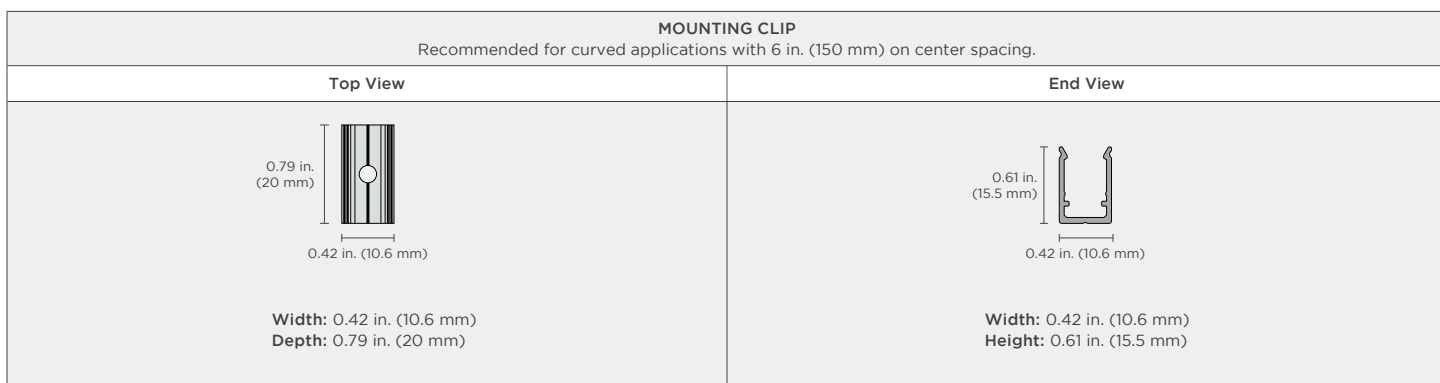 MOUNTING CLIP
Recommended for curved applications with 6 in. (150 mm) on center spacing.
Top View
End View
0.79 in.
(20 mm)
0.42 in. (10.6 mm)
Width: 0.42 in. (10.6 mm)
Depth: 0.79 in. (20 mm)
0.61 in.
(15.5 mm)
0.42 in. (10.6 mm)
Width: 0.42 in. (10.6 mm)
Height: 0.61 in. (15.5 mm)